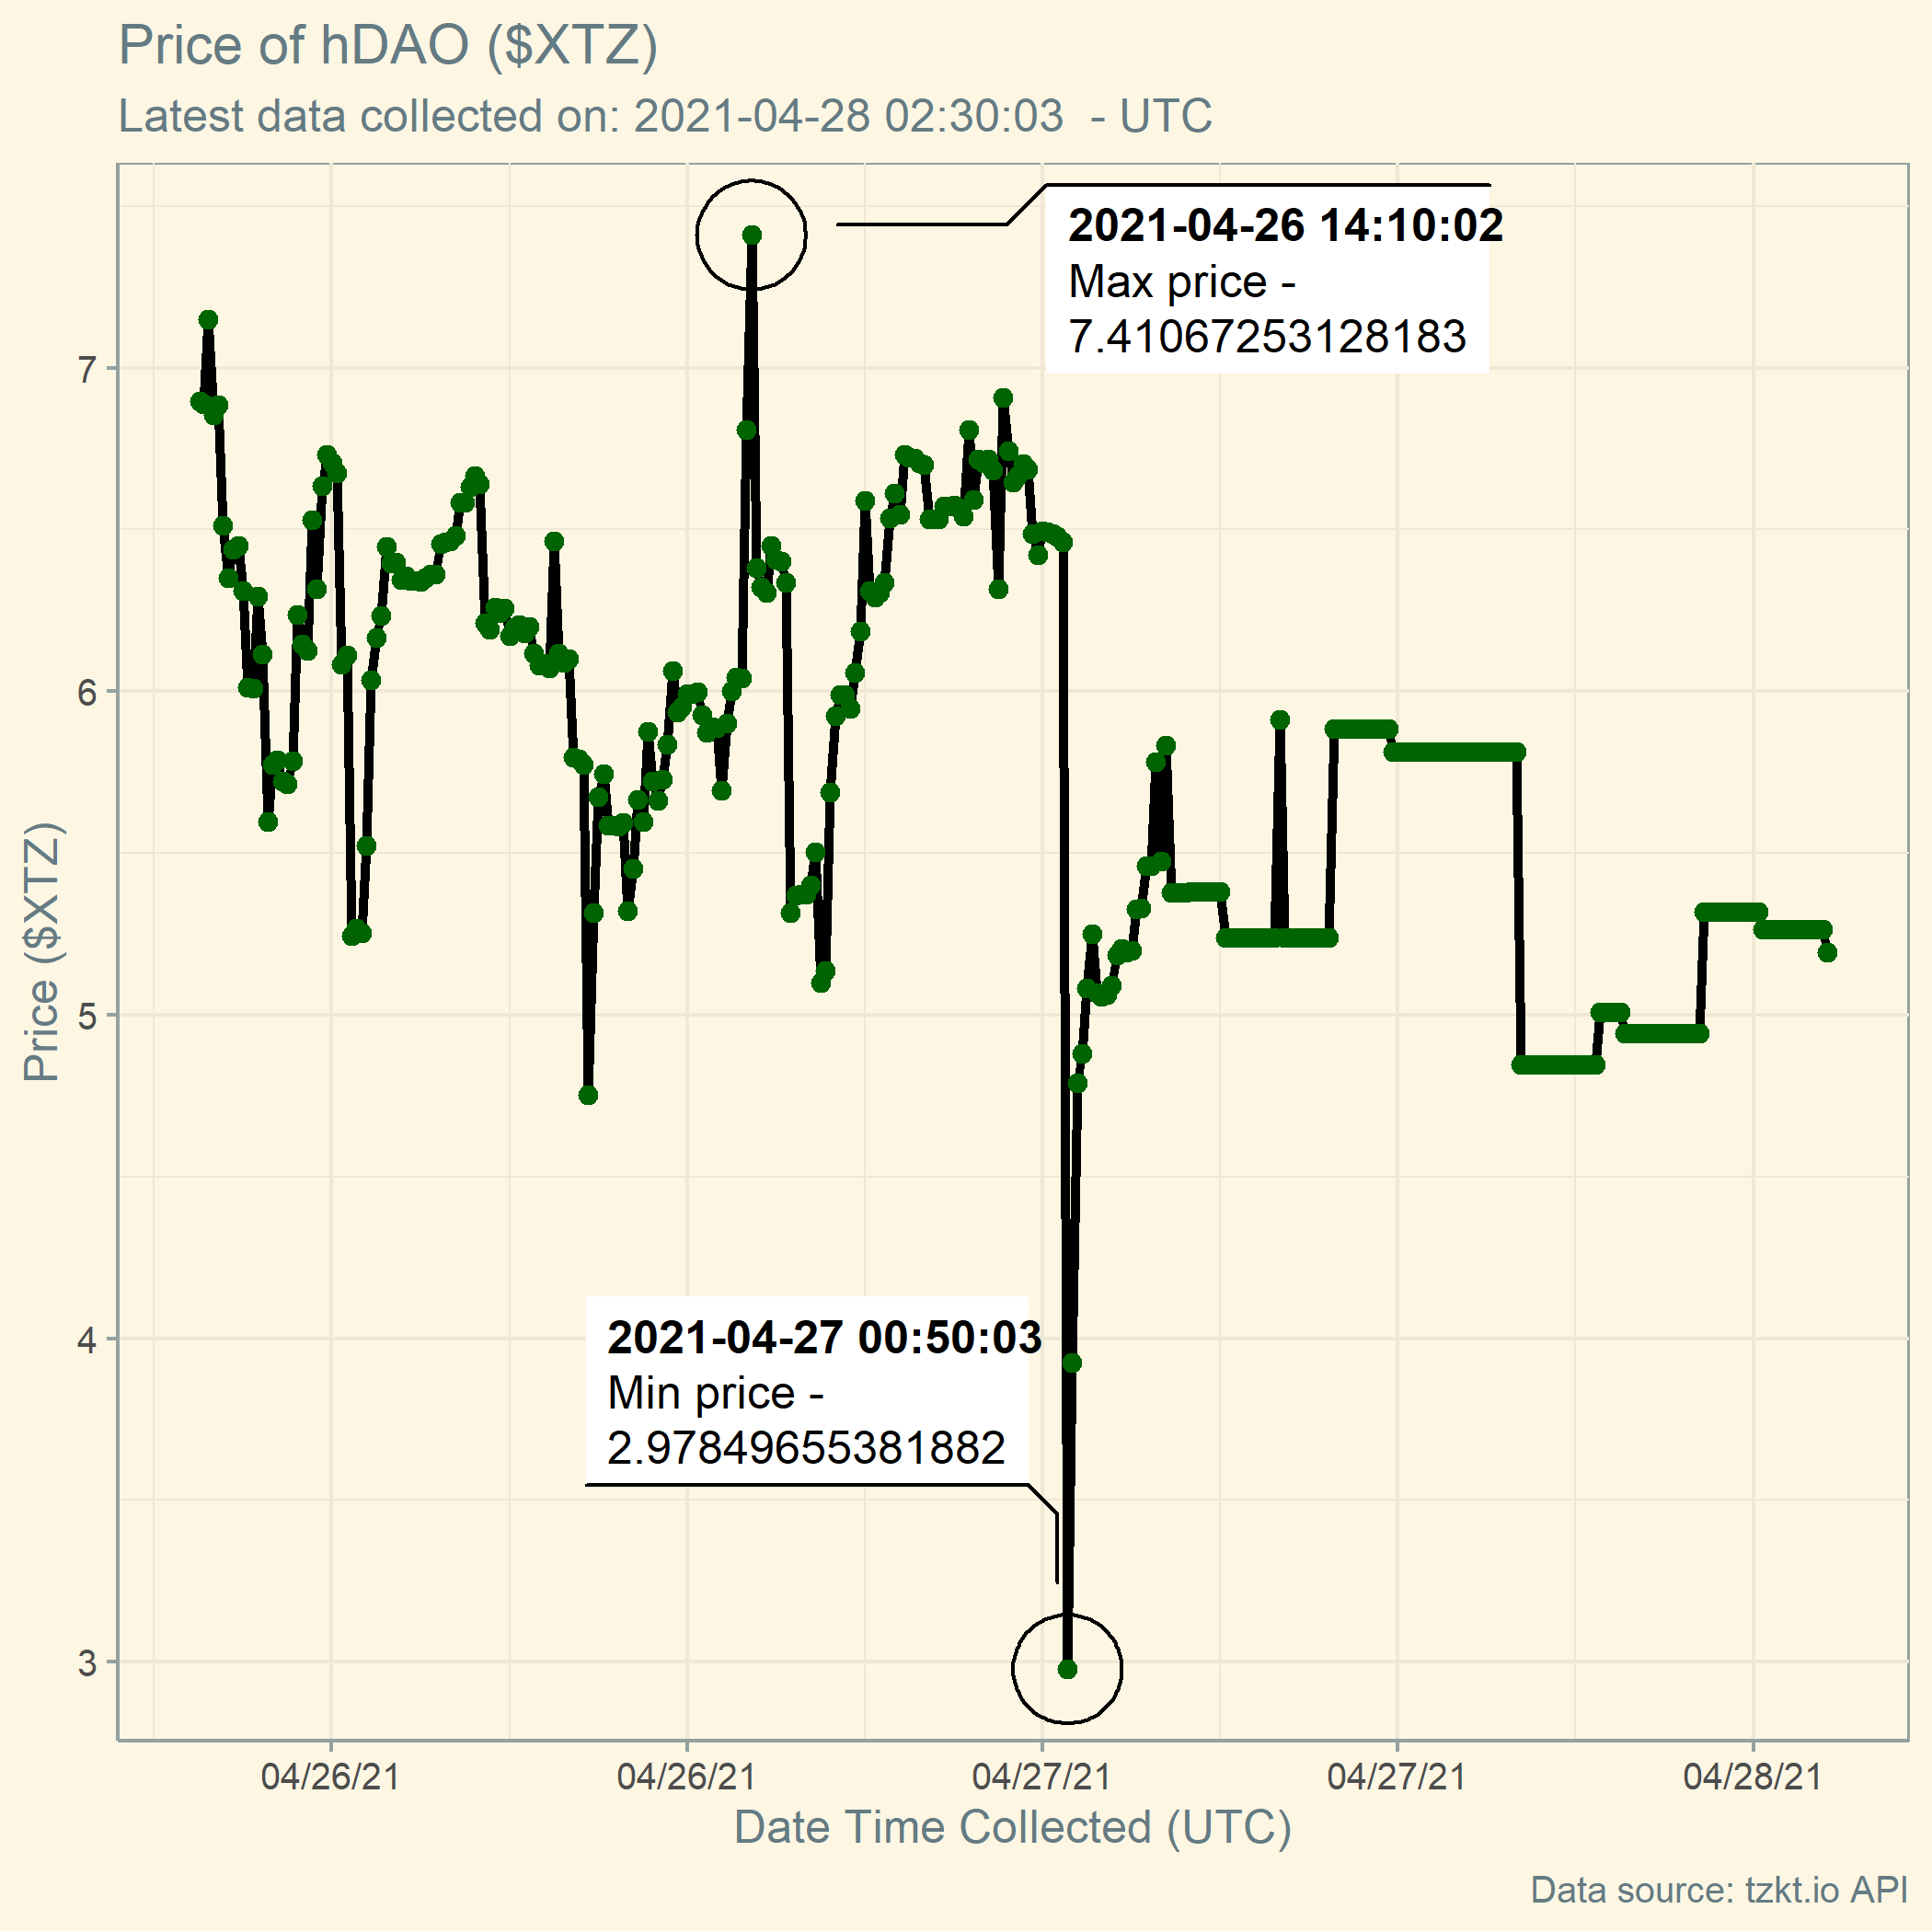 Price of hDAO ($XTZ)
Latest data collected on: 2021-04-28 02:30:03 - UTC
2021-04-26 14:10:02
Max price -
7.41067253128183
7
6
5
4
3
Price ($XTZ)
2021-04-27 00:50:03
Min price -
2.97849655381882
04/26/21
04/26/21
04/27/21
04/27/21
04/28/21
Date Time Collected (UTC)
Data source: tzkt.io API